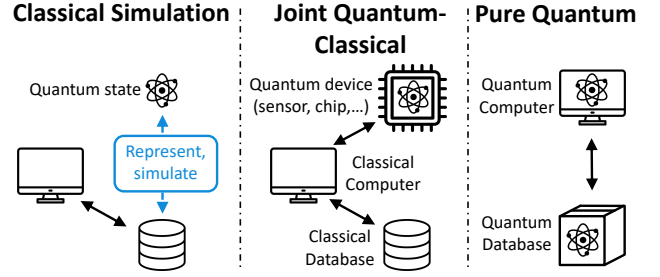 Classical Simulation
Quantum state
Represent,
simulate
Joint Quantum-
Classical
Quantum device
(sensor, chip,...)
Classical
Computer
Classical
Database
Pure Quantum
Quantum
Computer
Quantum
Database